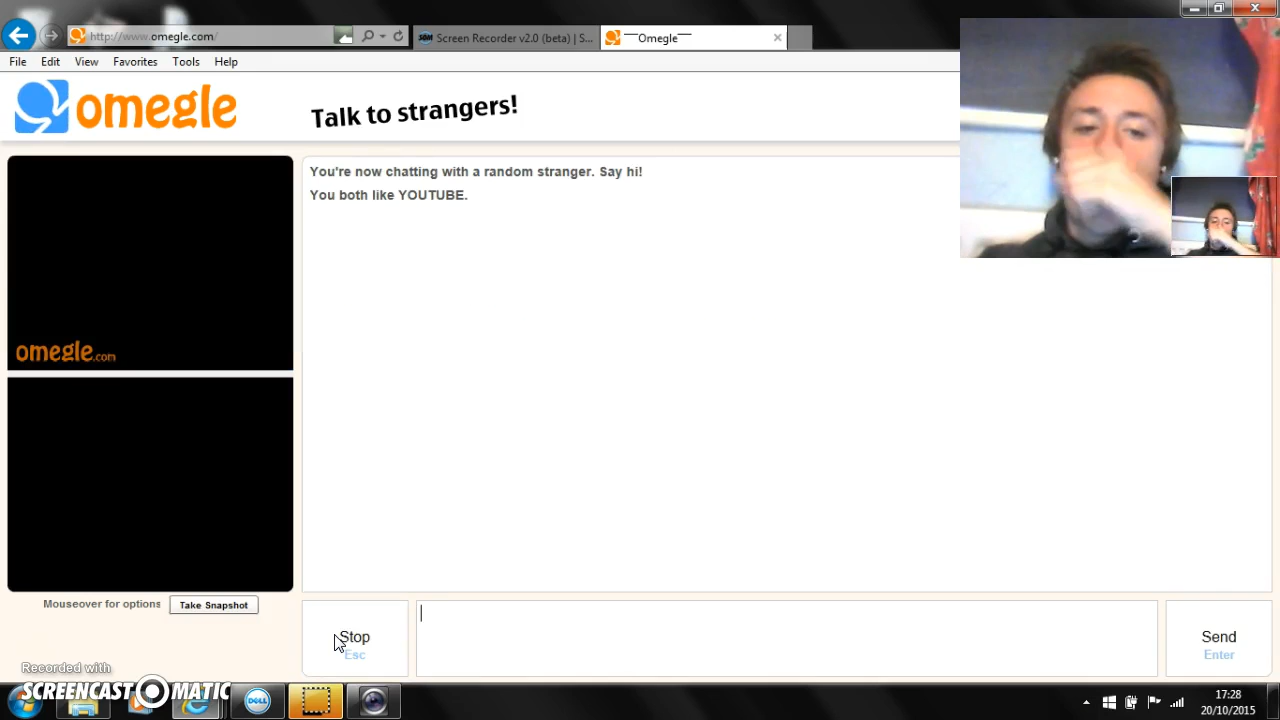 http://www.omegle.com/
Screen Recorder v2.0 (beta) | S...
Omegle
File Edit View Favorites Tools Help
omegle
Talk to strangers!
You're now chatting with a random stranger. Say hi!
You both like YOUTUBE.
omegle.com
Mouseover for options
Take Snapshot
Stop
Esc
Send
Enter
Recorded with
SCREENCAST MATIC
DELL
17:28
20/10/2015